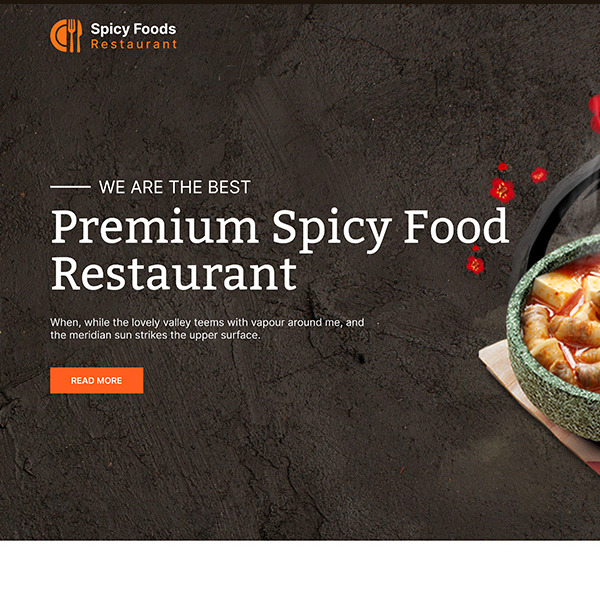 Spicy Foods
Restaurant
WE ARE THE BEST
Premium Spicy Food
Restaurant
When, while the lovely valley teems with vapour around me, and
the meridian sun strikes the upper surface.
READ MORE